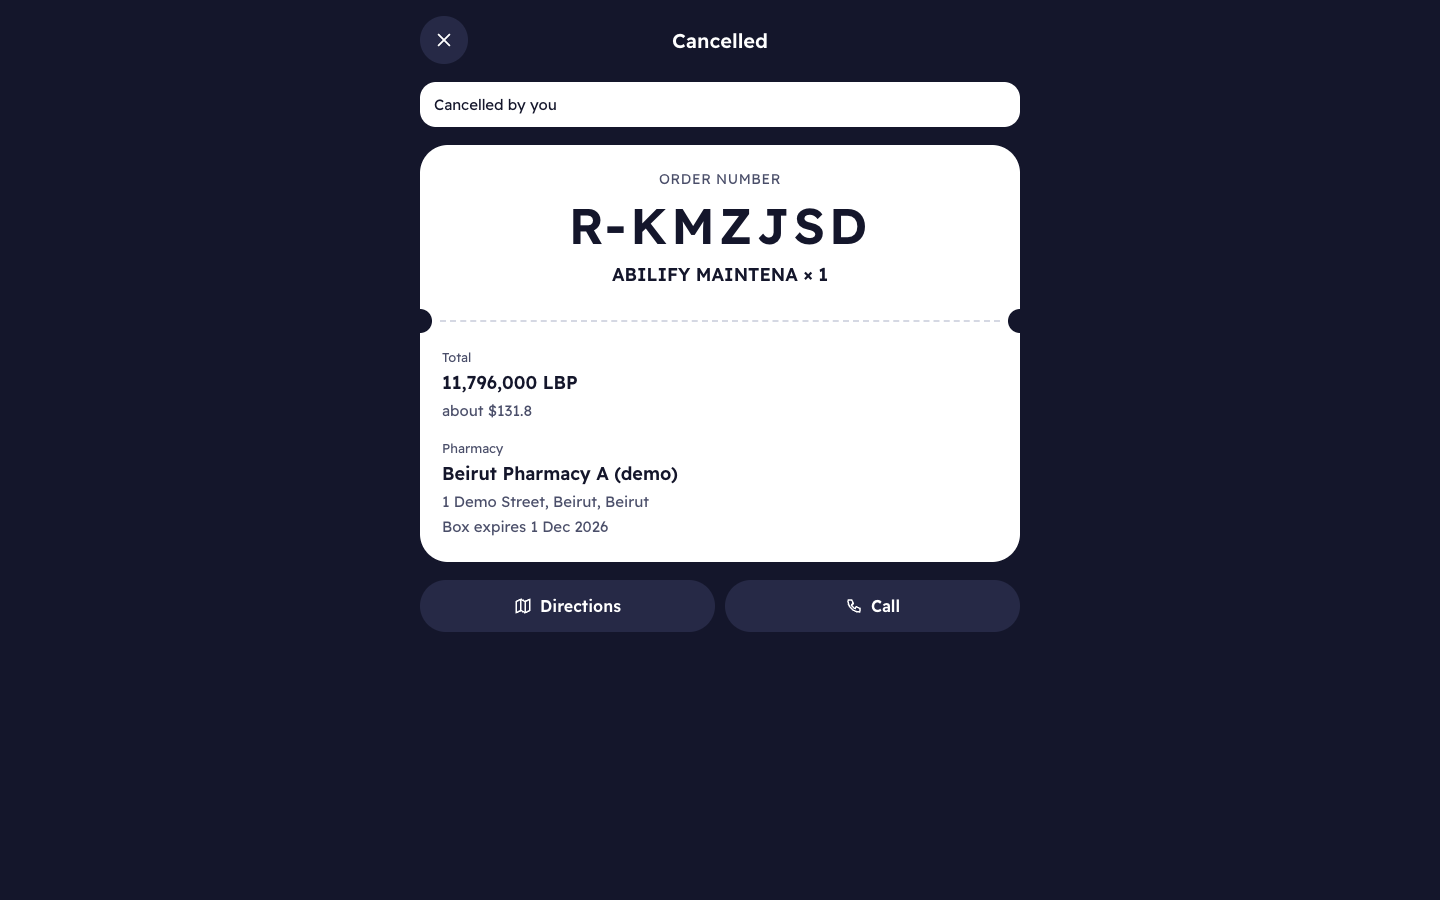 Cancelled
Cancelled by you
ORDER NUMBER
R-KMZJSD
ABILIFY MAINTENA × 1
Total
11,796,000 LBP
about $131.8
Pharmacy
Beirut Pharmacy A (demo)
1 Demo Street, Beirut, Beirut
Box expires 1 Dec 2026
Directions
Call